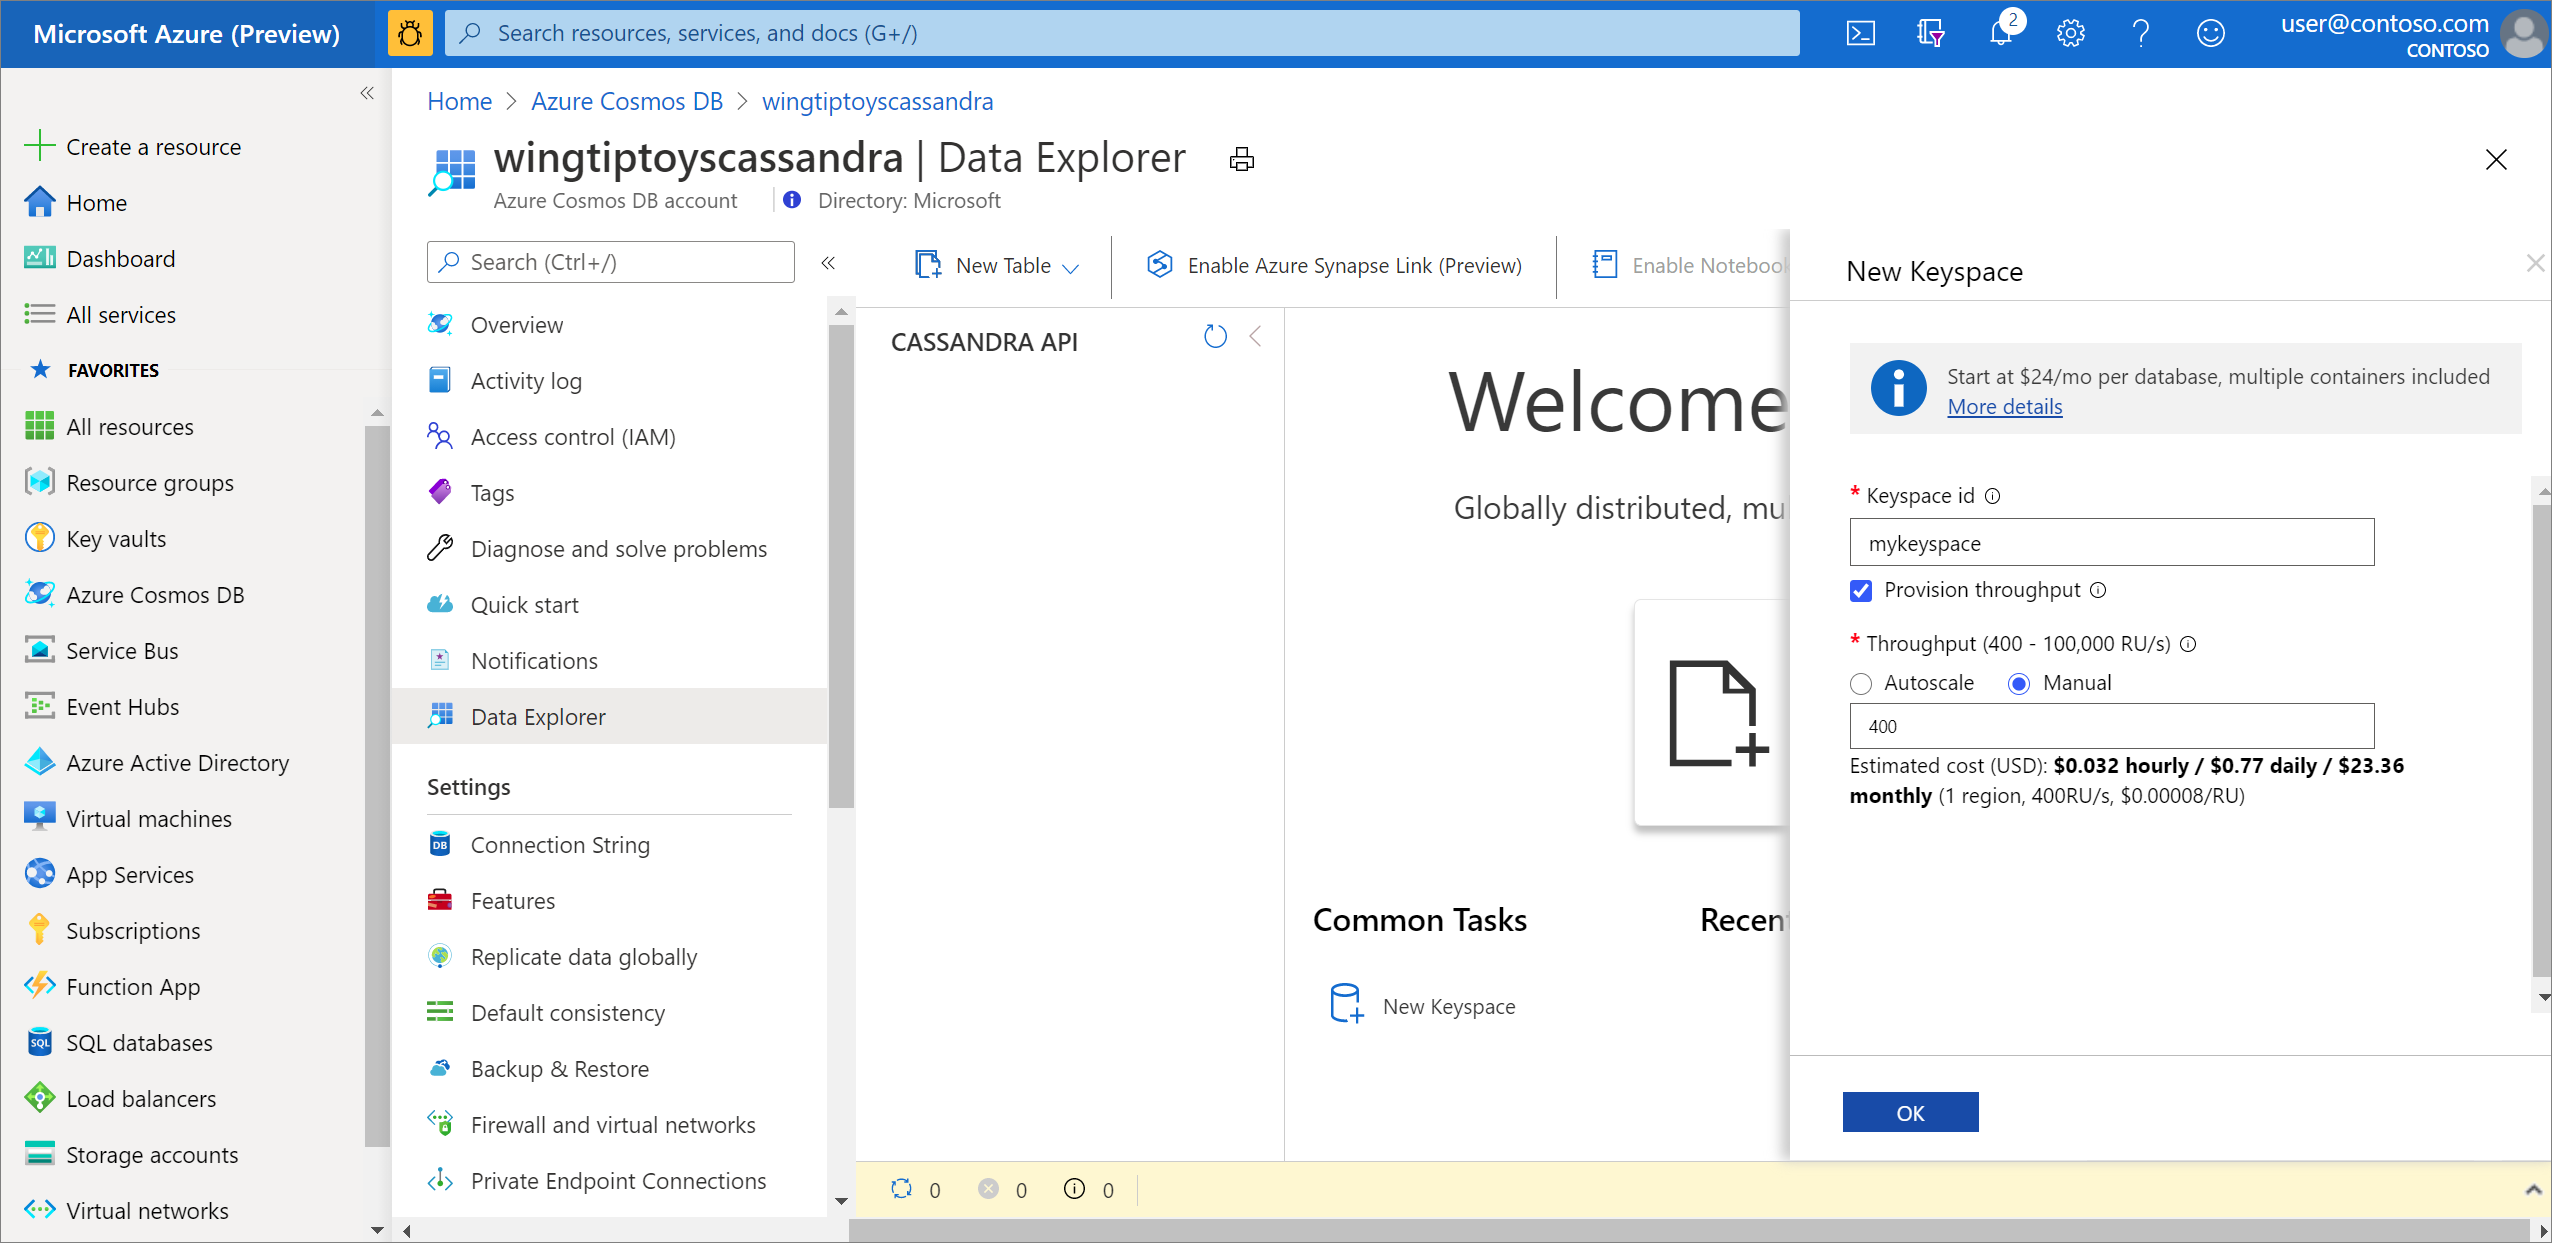 Microsoft Azure (Preview)
Search resources, services, and docs (G+/)
2
user@contoso.com
CONTOSO
Create a resource
Home
Dashboard
All services
FAVORITES
All resources
Resource groups
Key vaults
Azure Cosmos DB
Service Bus
Event Hubs
Azure Active Directory
Virtual machines
App Services
Subscriptions
Function App
SQL databases
Load balancers
Storage accounts
Virtual networks
Home > Azure Cosmos DB > wingtiptoyscassandra
wingtiptoyscassandra | Data Explorer
Azure Cosmos DB account
Directory: Microsoft
Search (Ctrl+/)
Overview
Activity log
Access control (IAM)
Tags
Diagnose and solve problems
Quick start
Notifications
Data Explorer
Settings
Connection String
Features
Replicate data globally
Default consistency
Backup & Restore
Firewall and virtual networks
Private Endpoint Connections
New Table
Enable Azure Synapse Link (Preview)
Enable Notebook
CASSANDRA API
Welcome
Globally distributed, mu
Common Tasks
Recent
New Keyspace
0 0 0
New Keyspace
Start at $24/mo per database, multiple containers included
More details
* Keyspace id
mykeyspace
Provision throughput
* Throughput (400 - 100,000 RU/s)
Autoscale Manual
400
Estimated cost (USD): $0.032 hourly / $0.77 daily / $23.36
monthly (1 region, 400RU/s, $0.00008/RU)
OK